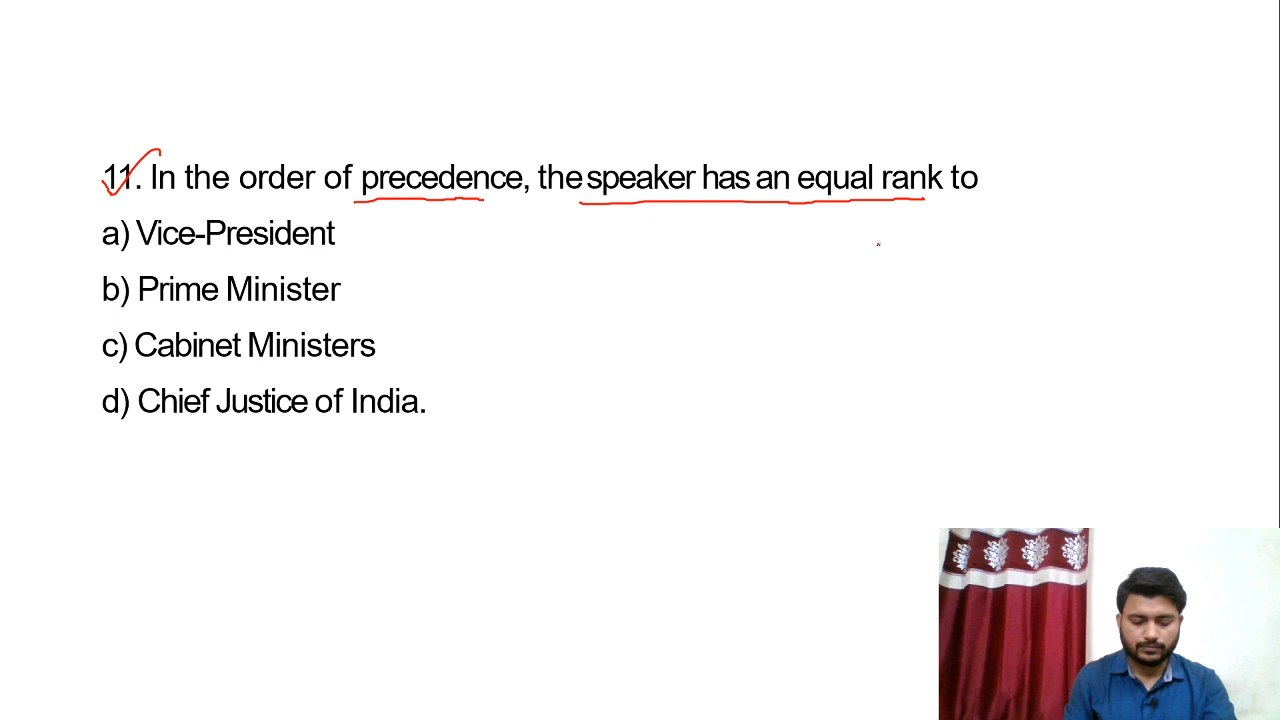 11. In the order of precedence, the speaker has an equal rank to
a) Vice-President
b) Prime Minister
c) Cabinet Ministers
d) Chief Justice of India.